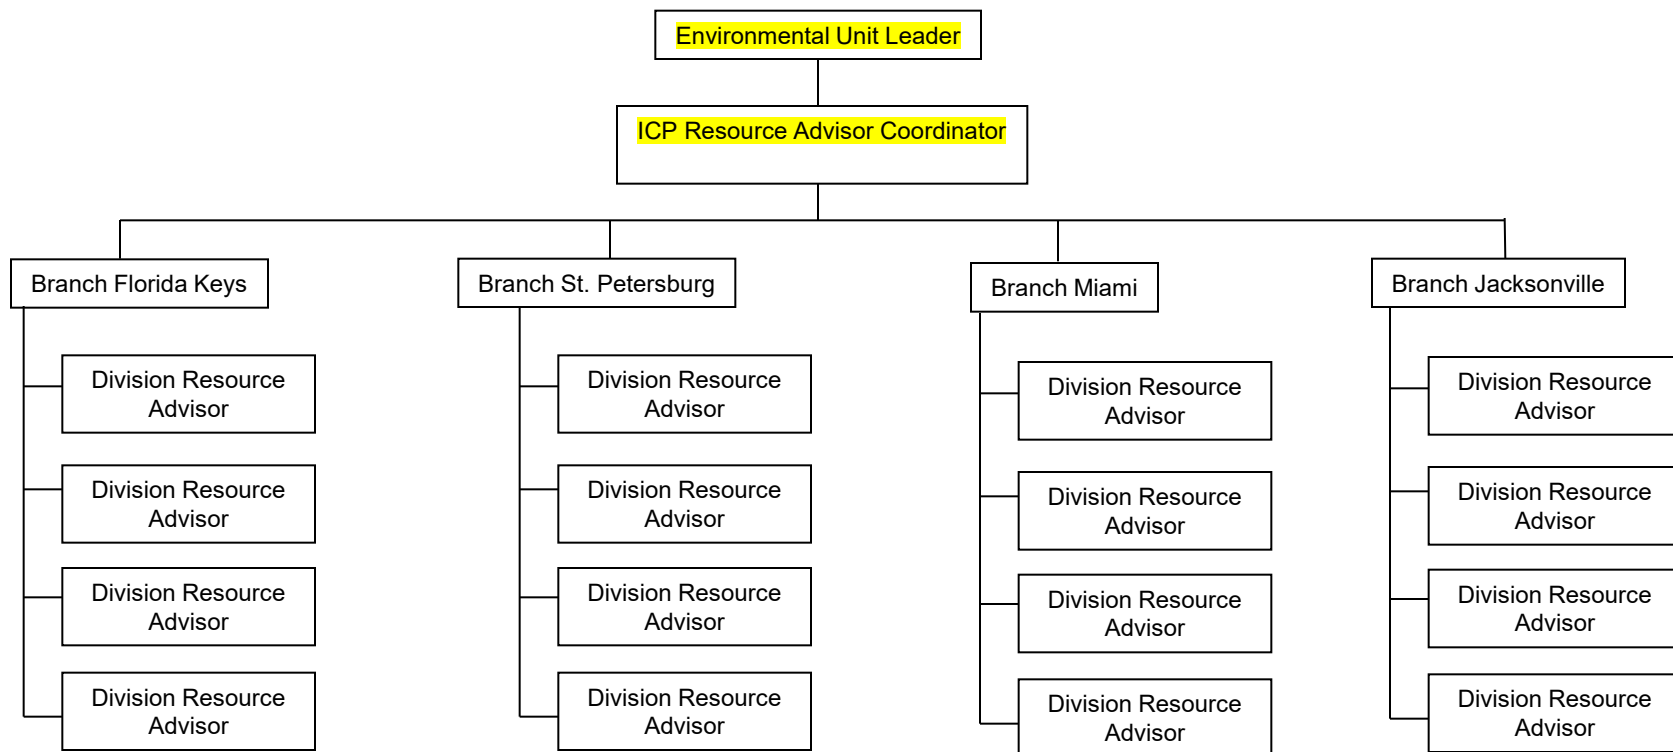 Environmental Unit Leader
ICP Resource Advisor Coordinator
Branch Florida Keys
Branch St. Petersburg
Branch Miami
Branch Jacksonville
Division Resource
Advisor
Division Resource
Advisor
Division Resource
Advisor
Division Resource
Advisor
Division Resource
Advisor
Division Resource
Advisor
Division Resource
Advisor
Division Resource
Advisor
Division Resource
Advisor
Division Resource
Advisor
Division Resource
Advisor
Division Resource
Advisor
Division Resource
Advisor
Division Resource
Advisor
Division Resource
Advisor
Division Resource
Advisor